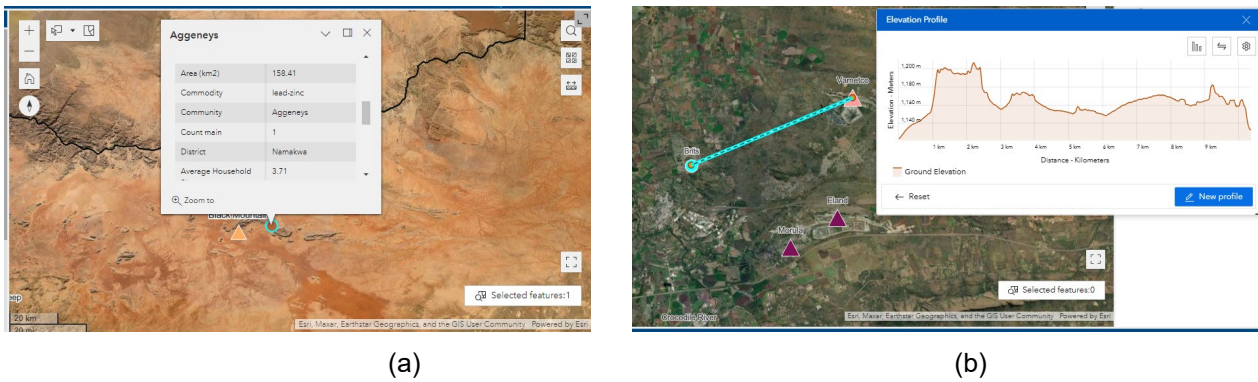 Aggeneys
Area (km2) 158.41
Commodity lead-zinc
Community Aggeneys
Count main 1
District Namakwa
Average Household 3.71
Zoom to
Black Mountain
eep
20 km
Selected features:1
Esri, Maxar, Earthstar Geographics, and the GIS User Community Powered by Esri
(a)
Elevation Profile
Elevation - Meters
1,200 m
1,180 m
1,160 m
1,140 m
1 km 2 km 3 km 4 km 5 km 6 km 7 km 8 km 9 km
Distance - Kilometers
Ground Elevation
Reset
New profile
Vametco
Brits
Eland
Morula
Crocodile River
Selected features:0
Esri, Maxar, Earthstar Geographics, and the GIS User Community Powered by Esri
(b)